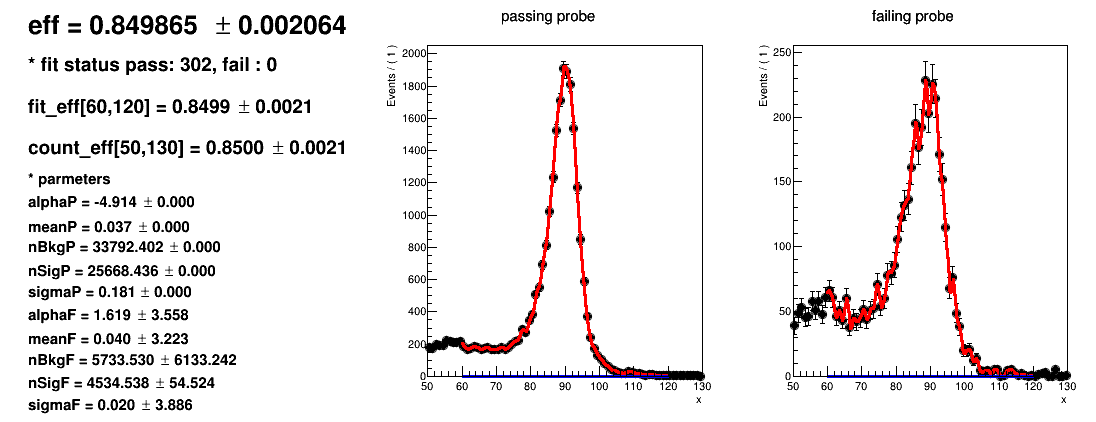 eff = 0.849865 ± 0.002064
* fit status pass: 302, fail : 0
fit_eff[60,120] = 0.8499 ± 0.0021
count_eff[50,130] = 0.8500 ± 0.0021
* parmeters
alphaP = -4.914 ± 0.000
meanP = 0.037 ± 0.000
nBkgP = 33792.402 ± 0.000
nSigP = 25668.436 ± 0.000
sigmaP = 0.181 ± 0.000
alphaF = 1.619 ± 3.558
meanF = 0.040 ± 3.223
nBkgF = 5733.530 ± 6133.242
nSigF = 4534.538 ± 54.524
sigmaF = 0.020 ± 3.886
passing probe
Events / ( 1 )
2000
1800
1600
1400
1200
1000
800
600
400
200
0
50 60 70 80 90 100 110 120 130
x
failing probe
Events / ( 1 )
250
200
150
100
50
0
50 60 70 80 90 100 110 120 130
x